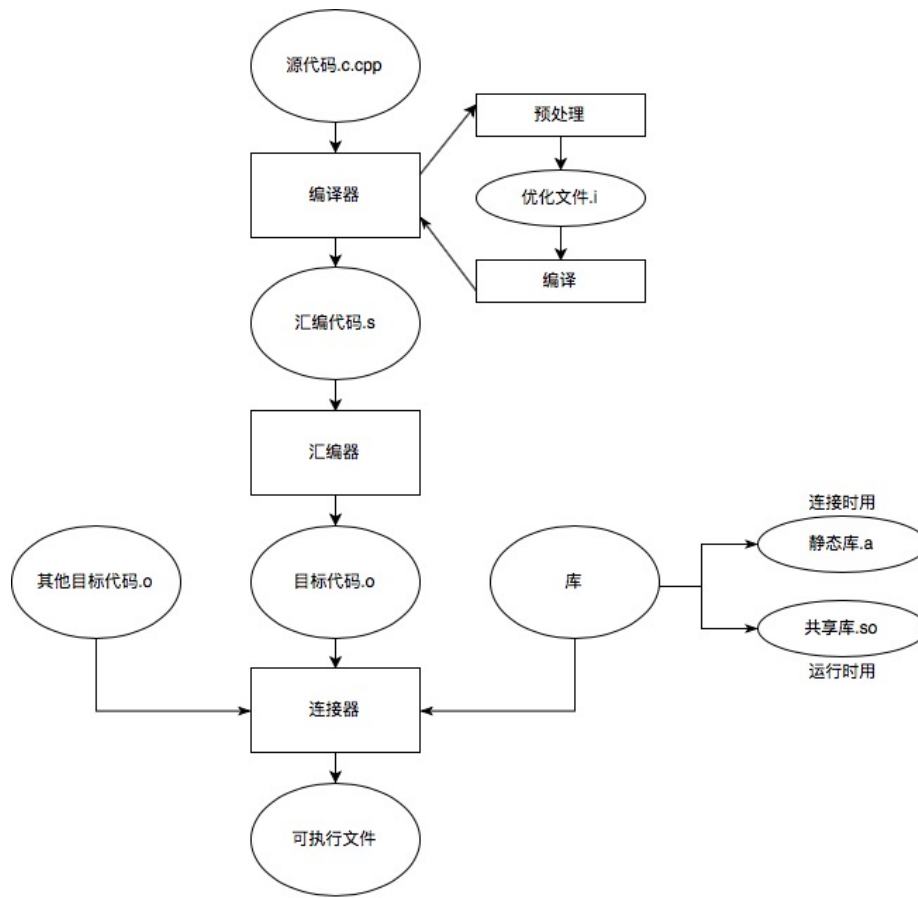 源代码.c.cpp
预处理
编译器
优化文件.i
编译
汇编代码.s
汇编器
连接时用
静态库.a
其他目标代码.o
目标代码.o
库
共享库.so
运行时用
连接器
可执行文件